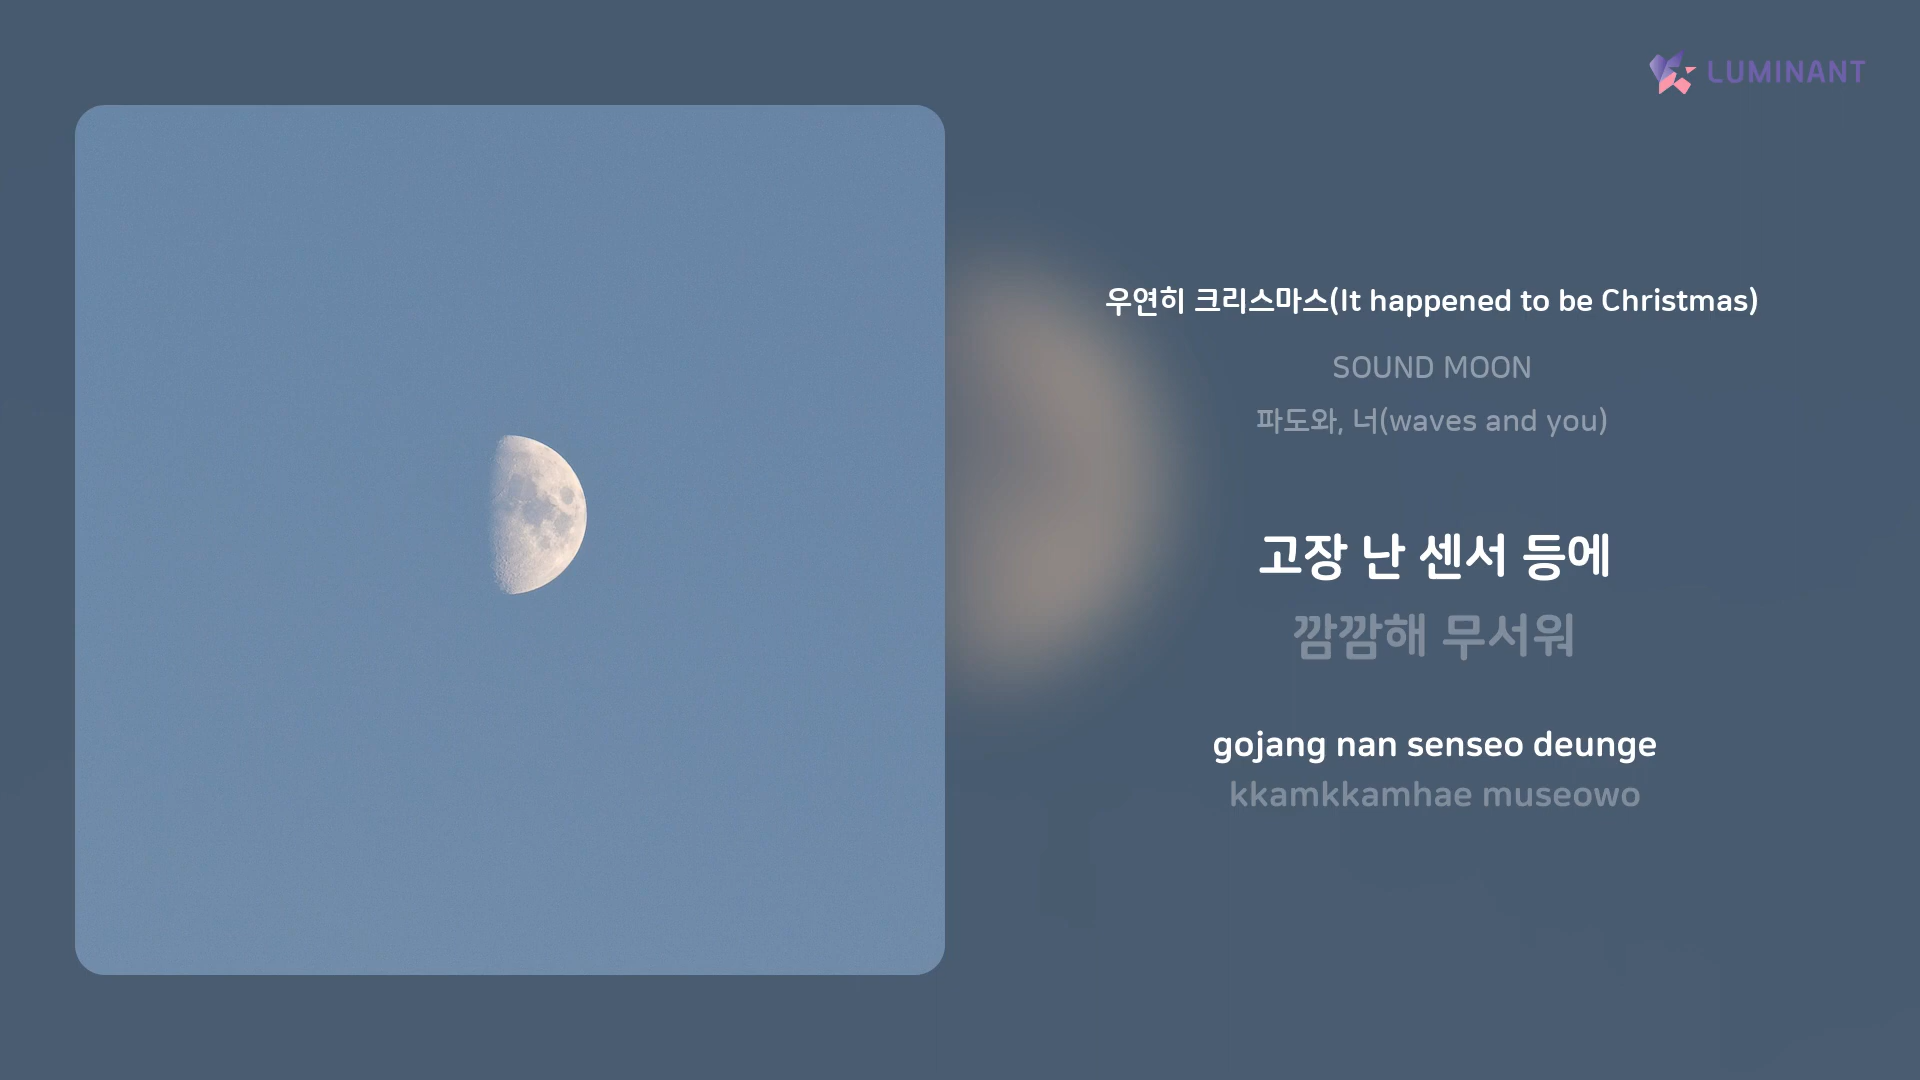 LUMINANT
우연히 크리스마스(It happened to be Christmas)
SOUND MOON
파도와, 너(waves and you)
고장 난 센서 등에
깜깜해 무서워
gojang nan senseo deunge
kkamkkamhae museowo